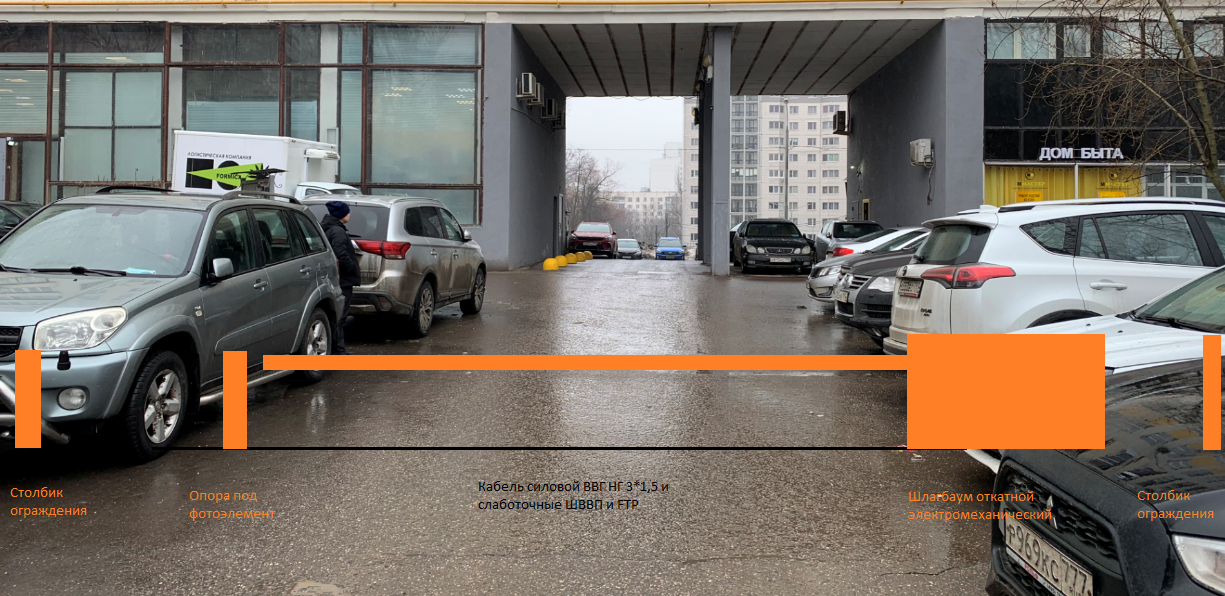 ЛОГИСТИЧЕСКАЯ КОМПАНИЯ
FORMICA
ДОМ БЫТА
Кабель силовой ВВГ НГ 3*1,5 и
слаботочные ШВВП и FTP
Столбик
ограждения
Опора под
фотоэлемент
Шлагбаум откатной
электромеханический
Столбик
ограждения
Р969КС777